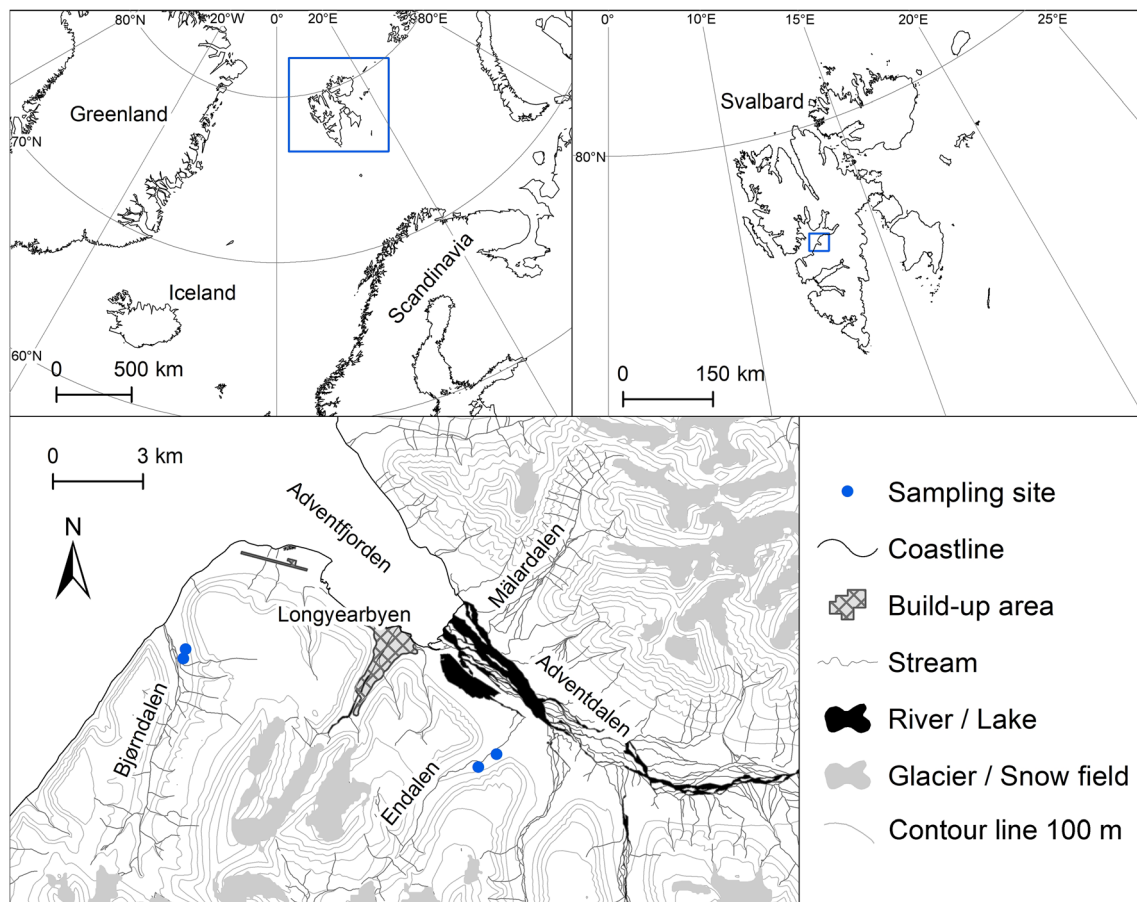 80°N
20°W
0°
20°E
80°E
Greenland
70°N
Iceland
Scandinavia
60°N
0
500 km
0°
10°E
15°E
20°E
25°E
Svalbard
80°N
0
150 km
0
3 km
N
Adventfjorden
Mälardalen
Longyearbyen
Adventdalen
Bjørndalen
Endalen
Sampling site
Coastline
Build-up area
Stream
River / Lake
Glacier / Snow field
Contour line 100 m